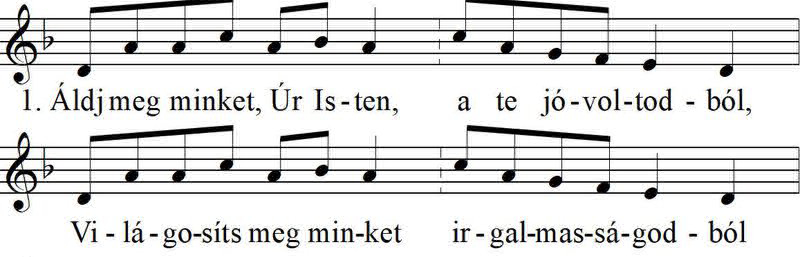 1. Áldj meg minket, Úr Is - ten, a te jó - vol - tod - ból,
Vi - lá - go - síts meg min - ket ir - gal - mas - sá - god - ból